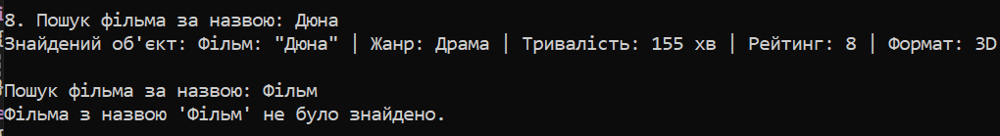 8. Пошук фільма за назвою: Дюна
Знайдений об'єкт: Фільм: "Дюна" | Жанр: Драма | Тривалість: 155 хв | Рейтинг: 8 | Формат: 3D
Пошук фільма за назвою: Фільм
Фільма з назвою 'Фільм' не було знайдено.